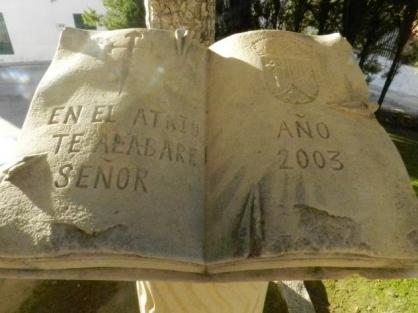 EN EL ATRIO
TE ALABARE
SEÑOR
AÑO
2003